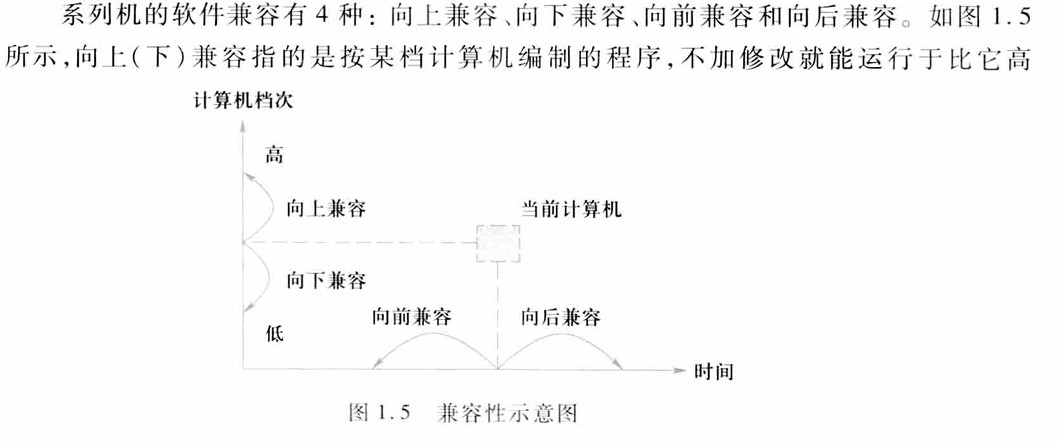 系列机的软件兼容有4种：向上兼容、向下兼容、向前兼容和向后兼容。如图1.5
所示，向上(下)兼容指的是按某档计算机编制的程序，不加修改就能运行于比它高
计算机档次
高
向上兼容
当前计算机
向下兼容
向前兼容
向后兼容
低
时间
图1.5 兼容性示意图